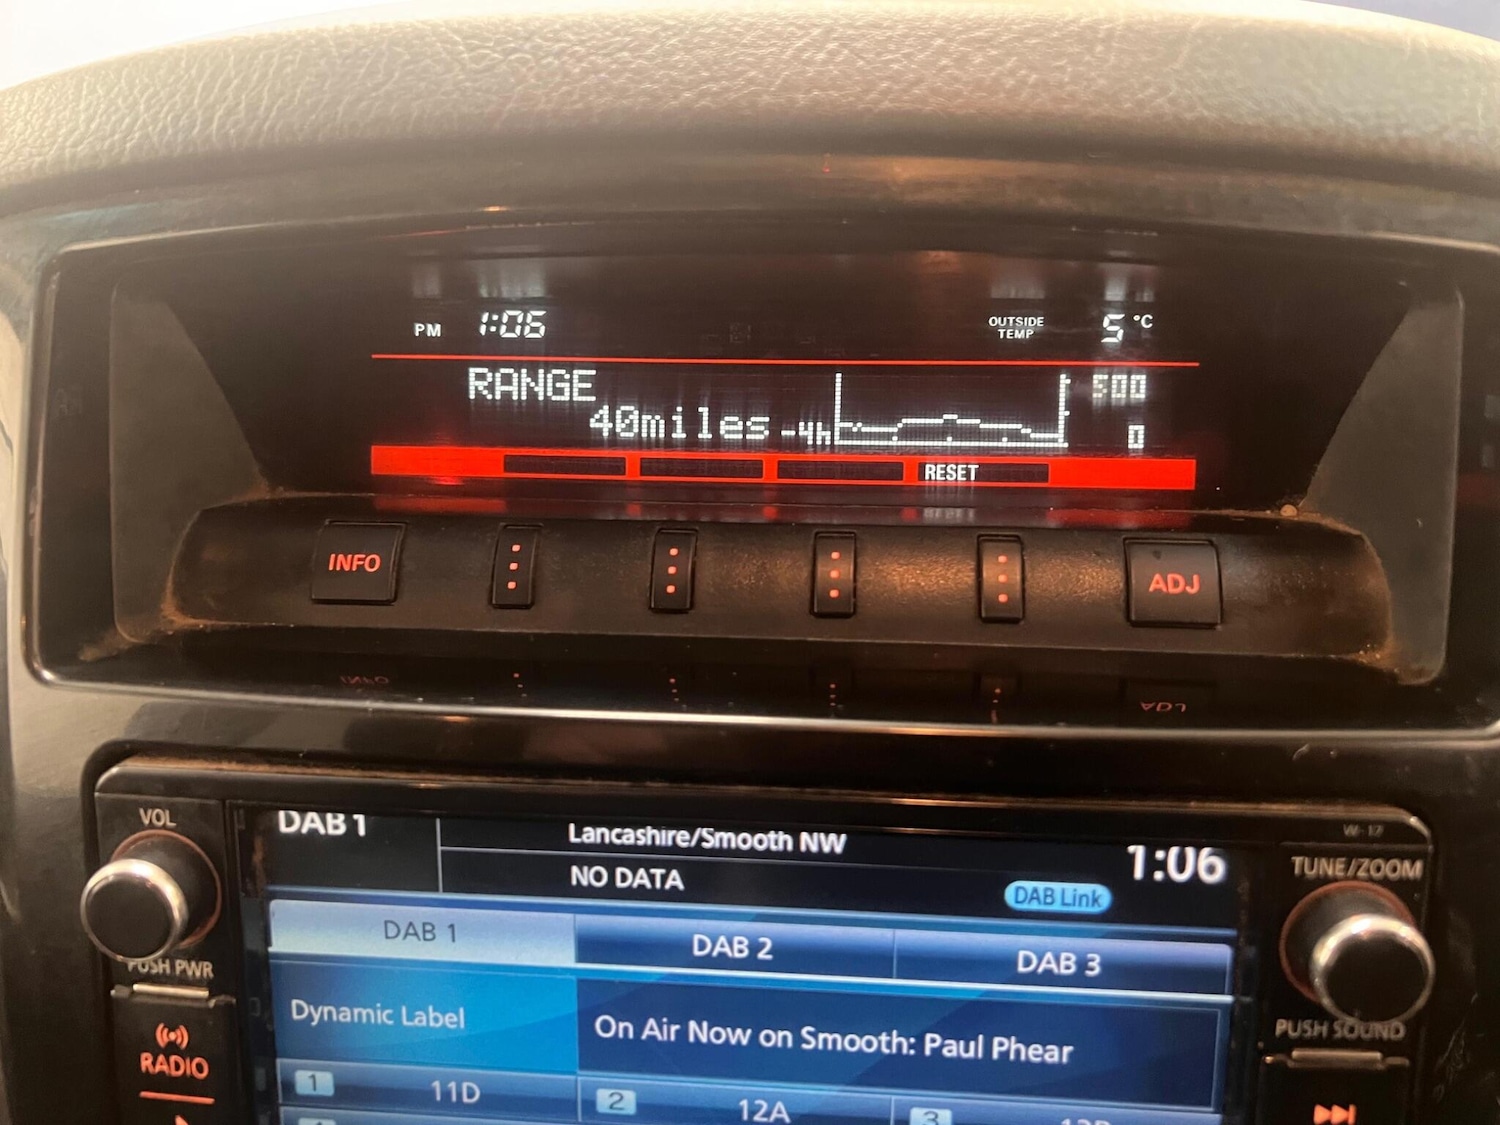 PM 1:06 OUTSIDE TEMP 5 °C
RANGE
40miles -4h
500
0
RESET
INFO
ADJ
VOL
PUSH PWR
RADIO
DAB 1
Lancashire/Smooth NW
NO DATA
DAB Link
1:06
DAB 1 DAB 2 DAB 3
Dynamic Label
On Air Now on Smooth: Paul Phear
1 11D 2 12A 3
TUNE/ZOOM
PUSH SOUND